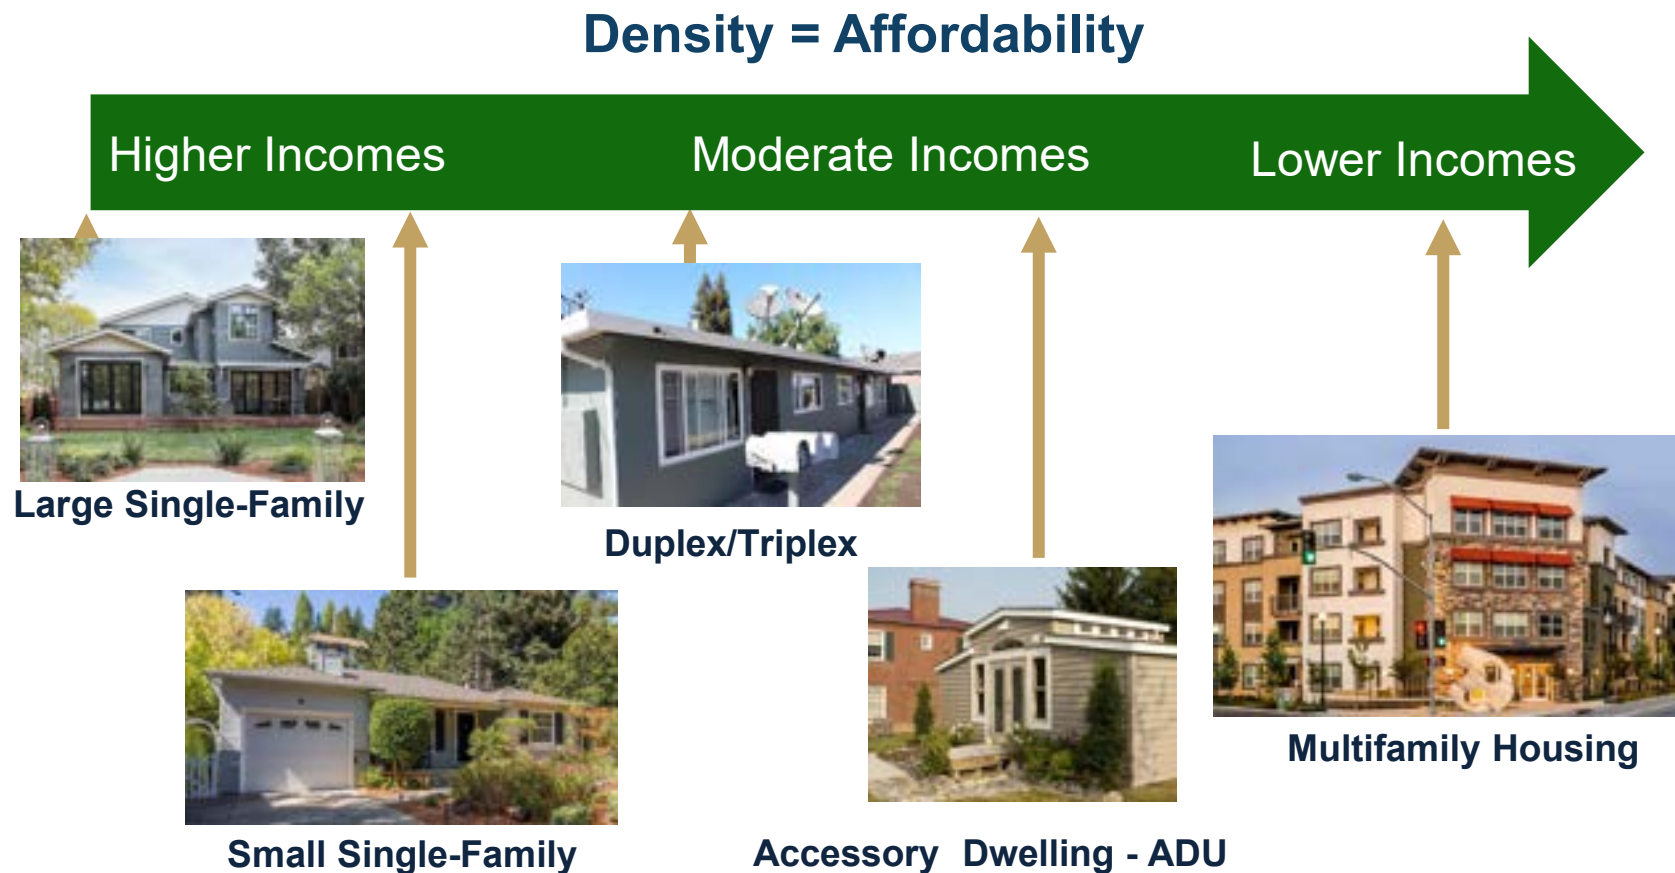 Density = Affordability
Higher Incomes
Moderate Incomes
Lower Incomes
Large Single-Family
Duplex/Triplex
Multifamily Housing
Small Single-Family
Accessory  Dwelling - ADU